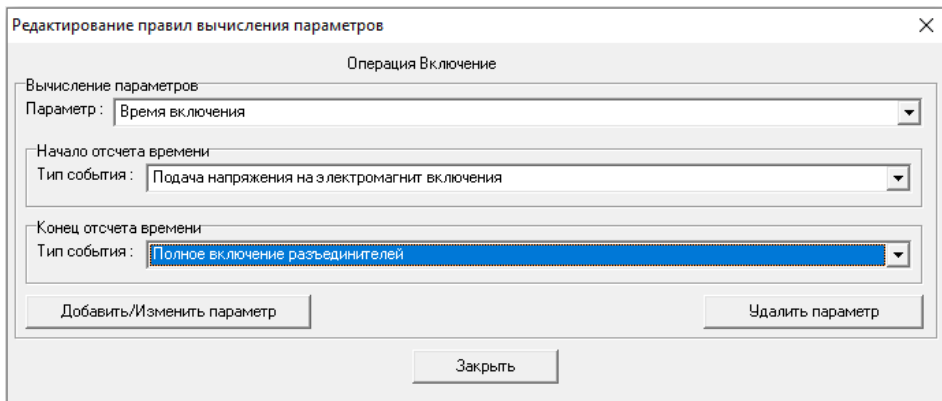 Редактирование правил вычисления параметров
Операция Включение
Вычисление параметров
Параметр : Время включения
Начало отсчета времени
Тип события : Подача напряжения на электромагнит включения
Конец отсчета времени
Тип события : Полное включение разъединителей
Добавить/Изменить параметр Удалить параметр
Закрыть